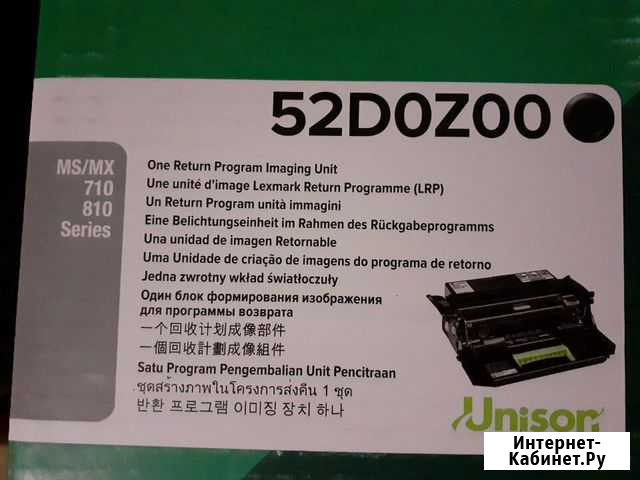 52D0Z00
MS/MX
710
810
Series
One Return Program Imaging Unit
Une unité d'image Lexmark Return Programme (LRP)
Un Return Program unità immagini
Eine Belichtungseinheit im Rahmen des Rückgabeprogramms
Una unidad de imagen Retornable
Uma Unidade de criação de imagens do programa de retorno
Jedna zwrotny wkład światłoczuły
Один блок формирования изображения
для программы возврата
一个回收计划成像部件
一個回收計劃成像組件
Satu Program Pengembalian Unit Pencitraan
ชุดสร้างภาพในโครงการส่งคืน 1 ชุด
반환 프로그램 이미징 장치 하나
Unison
Интернет-
Кабинет.Ру